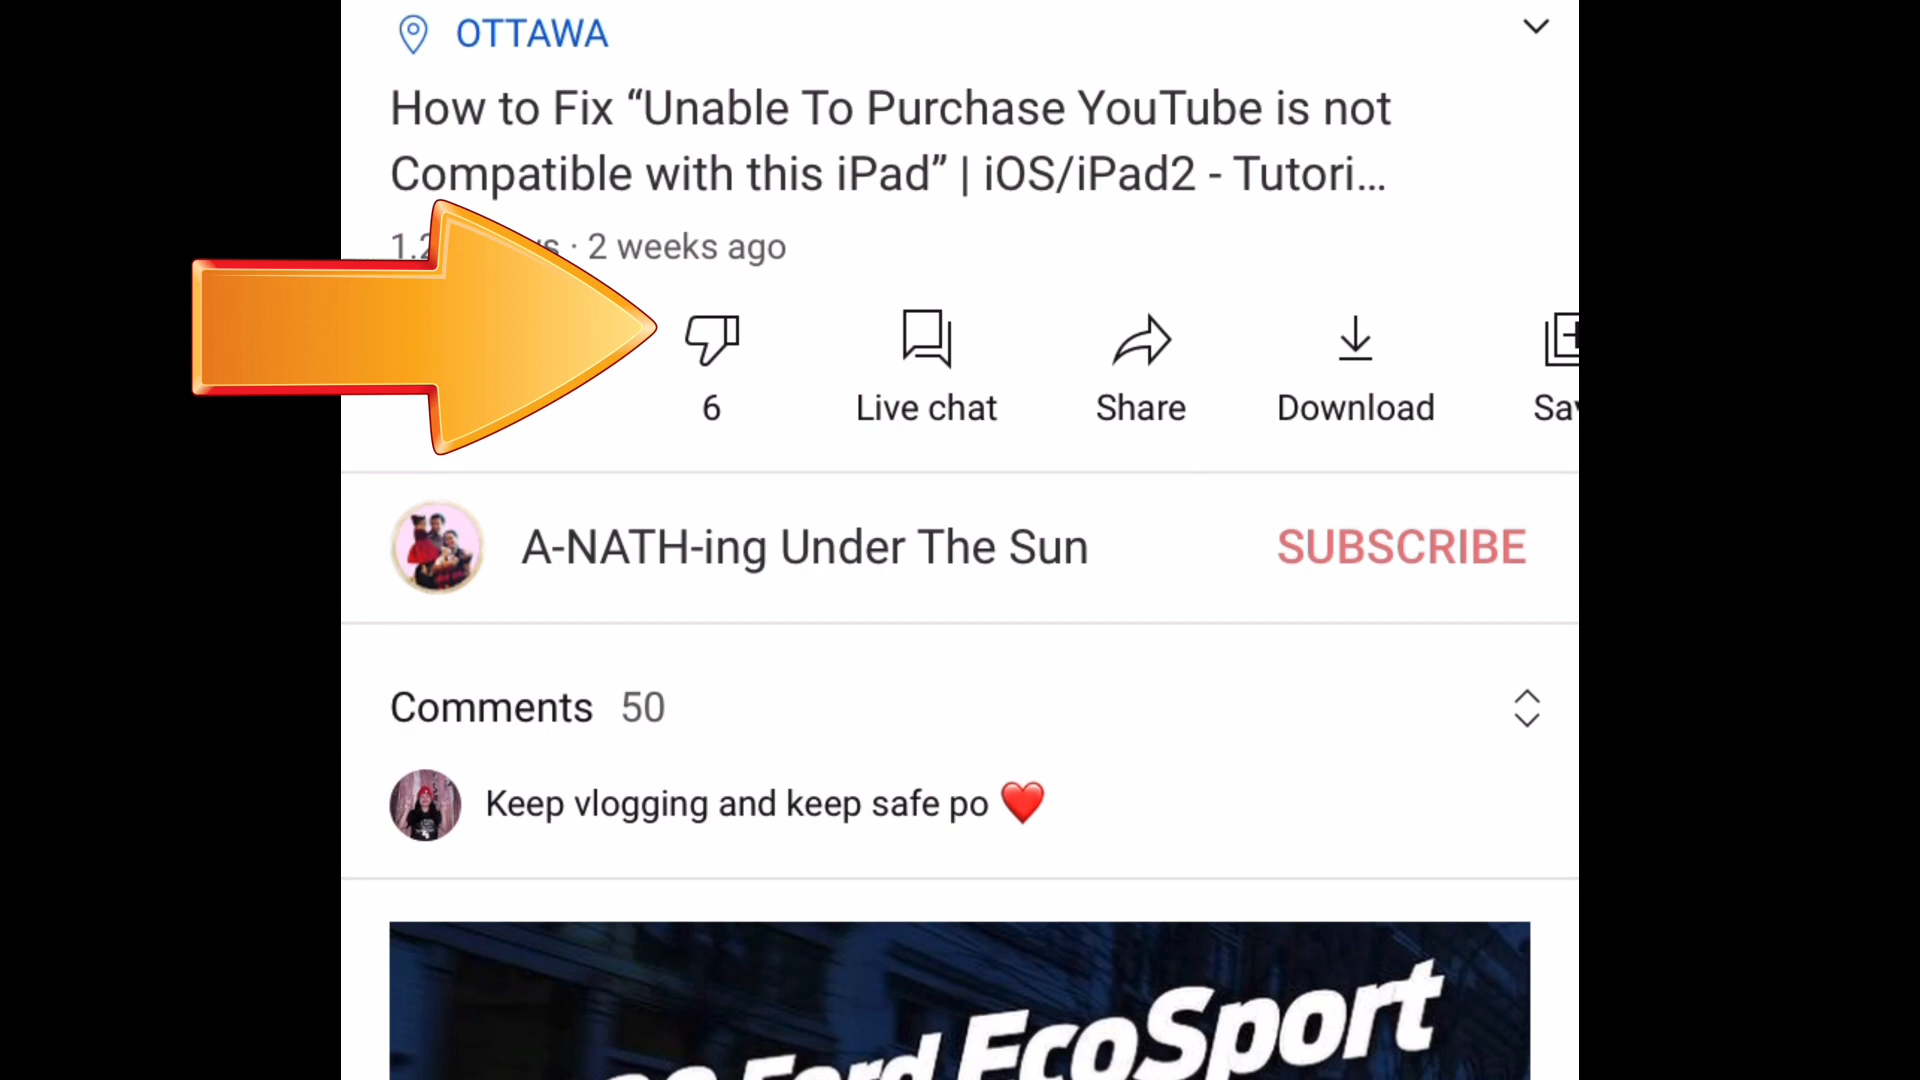 OTTAWA
How to Fix “Unable To Purchase YouTube is not
Compatible with this iPad” | iOS/iPad2 - Tutori...
· 2 weeks ago
6
Live chat
Share
Download
A-NATH-ing Under The Sun
SUBSCRIBE
Comments 50
Keep vlogging and keep safe po ❤️
Ford EcoSport